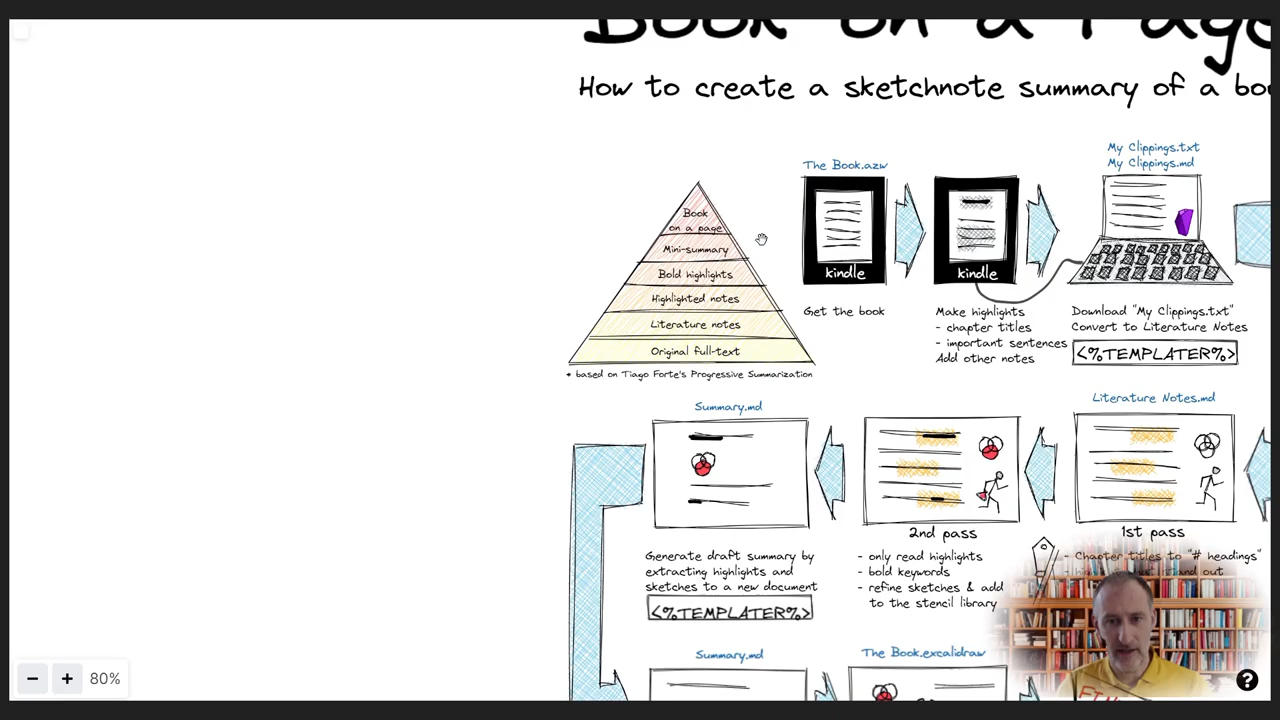 Book on a Page
How to create a sketchnote summary of a
Book
on a page
Mini-summary
Bold highlights
Highlighted notes
Literature notes
Original full-text
* based on Tiago Forte's Progressive Summarization
The Book.azw
kindle
Get the book
kindle
Make highlights
- chapter titles
- important sentences
Add other notes
My Clippings.txt
My Clippings.md
Download "My Clippings.txt"
Convert to Literature Notes
<%TEMPLATER%>
Summary.md
Generate draft summary by
extracting highlights and
sketches to a new document
<%TEMPLATER%>
2nd pass
- only read highlights
- bold keywords
- refine sketches & add
to the stencil library
Literature Notes.md
1st pass
- Chapter titles to "# headings"
stand out
Summary.md
The Book.excalidraw
80%